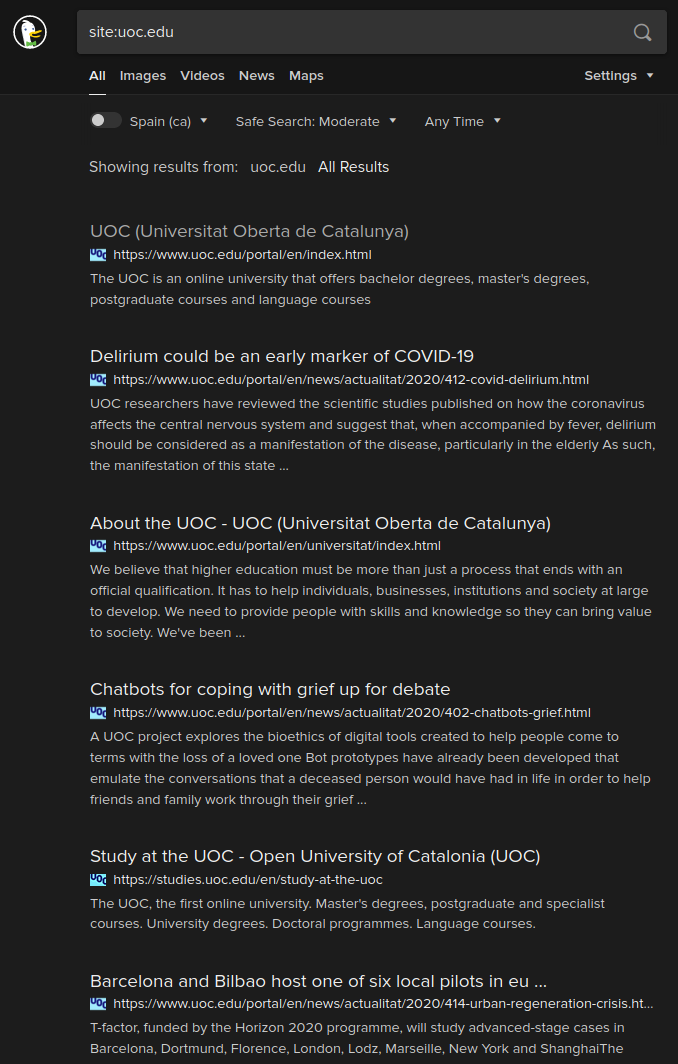 site:uoc.edu
All Images Videos News Maps Settings
Spain (ca) Safe Search: Moderate Any Time
Showing results from: uoc.edu All Results
UOC (Universitat Oberta de Catalunya)
https://www.uoc.edu/portal/en/index.html
The UOC is an online university that offers bachelor degrees, master's degrees,
postgraduate courses and language courses
Delirium could be an early marker of COVID-19
https://www.uoc.edu/portal/en/news/actualitat/2020/412-covid-delirium.html
UOC researchers have reviewed the scientific studies published on how the coronavirus
affects the central nervous system and suggest that, when accompanied by fever, delirium
should be considered as a manifestation of the disease, particularly in the elderly As such,
the manifestation of this state ...
About the UOC - UOC (Universitat Oberta de Catalunya)
https://www.uoc.edu/portal/en/universitat/index.html
We believe that higher education must be more than just a process that ends with an
official qualification. It has to help individuals, businesses, institutions and society at large
to develop. We need to provide people with skills and knowledge so they can bring value
to society. We've been ...
Chatbots for coping with grief up for debate
https://www.uoc.edu/portal/en/news/actualitat/2020/402-chatbots-grief.html
A UOC project explores the bioethics of digital tools created to help people come to
terms with the loss of a loved one Bot prototypes have already been developed that
emulate the conversations that a deceased person would have had in life in order to help
friends and family work through their grief ...
Study at the UOC - Open University of Catalonia (UOC)
https://studies.uoc.edu/en/study-at-the-uoc
The UOC, the first online university. Master's degrees, postgraduate and specialist
courses. University degrees. Doctoral programmes. Language courses.
Barcelona and Bilbao host one of six local pilots in eu ...
https://www.uoc.edu/portal/en/news/actualitat/2020/414-urban-regeneration-crisis.ht...
T-factor, funded by the Horizon 2020 programme, will study advanced-stage cases in
Barcelona, Dortmund, Florence, London, Lodz, Marseille, New York and ShanghaiThe